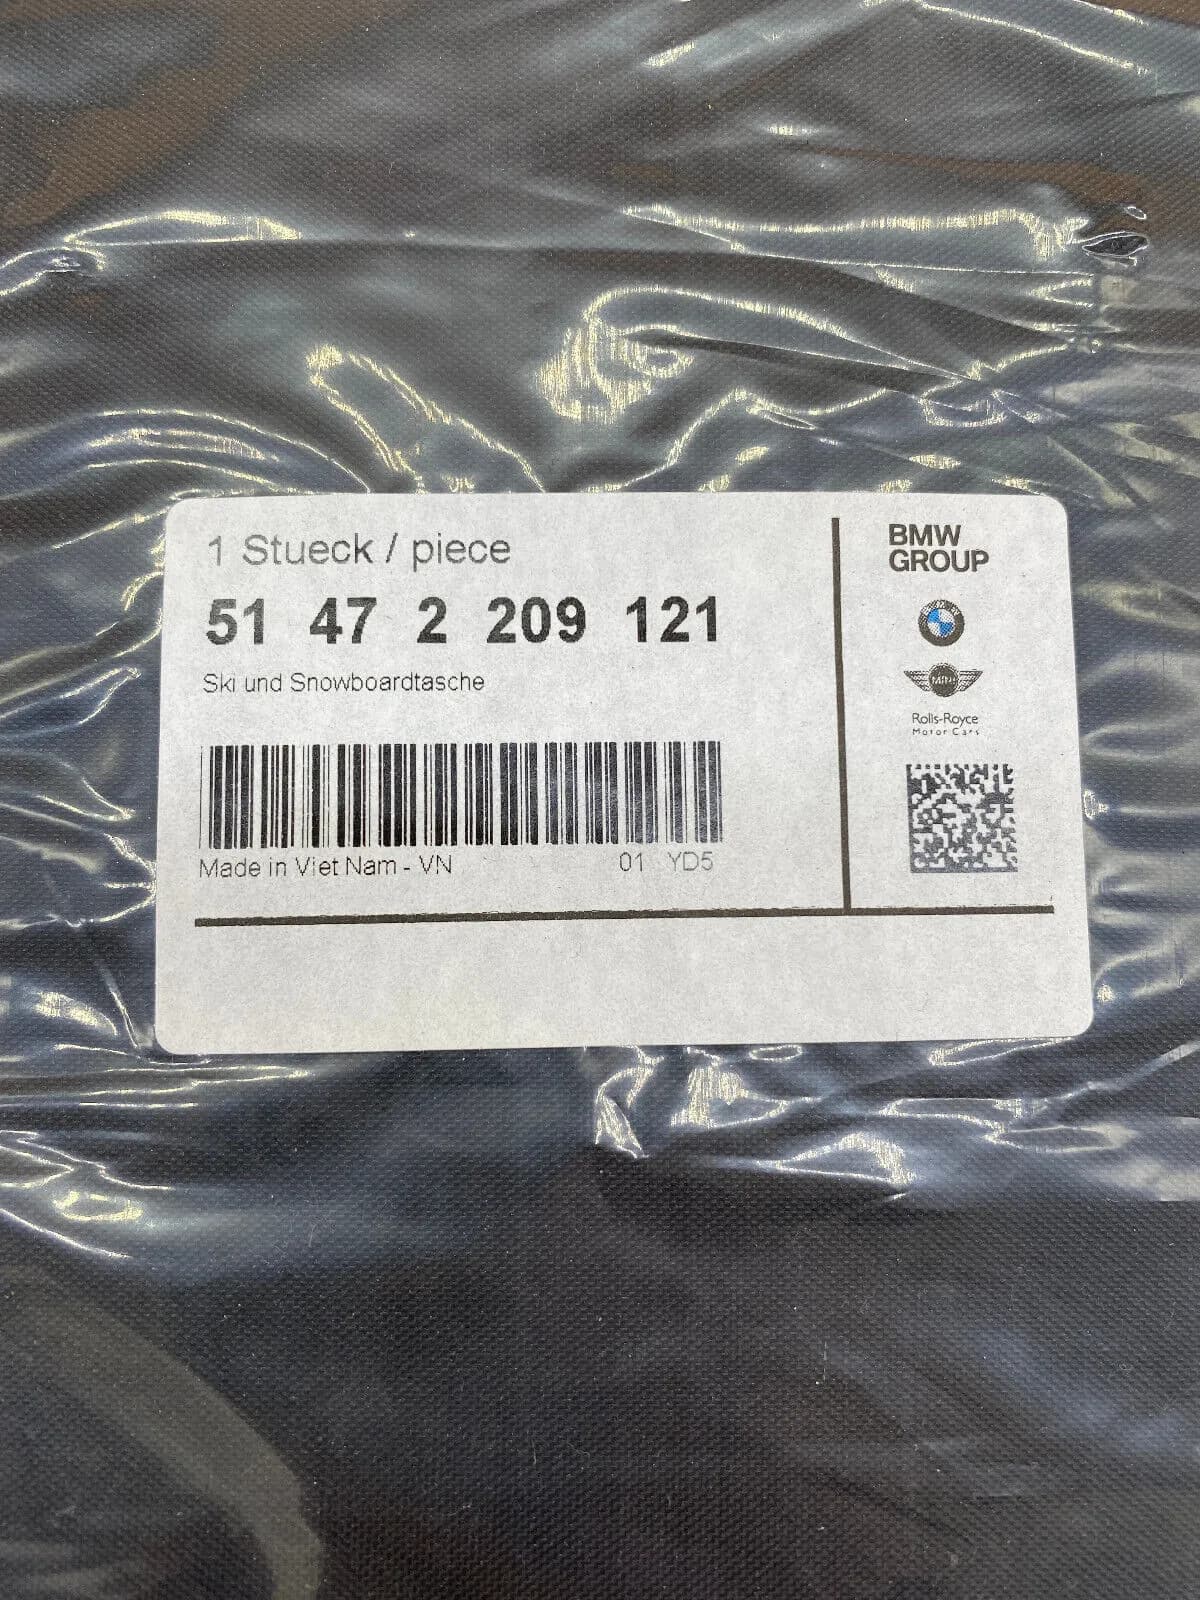 1 Stueck / piece
51 47 2 209 121
Ski und Snowboardtasche
Made in Viet Nam - VN 01 YD5
BMW
GROUP
MINI
Rolls-Royce
Motor Cars